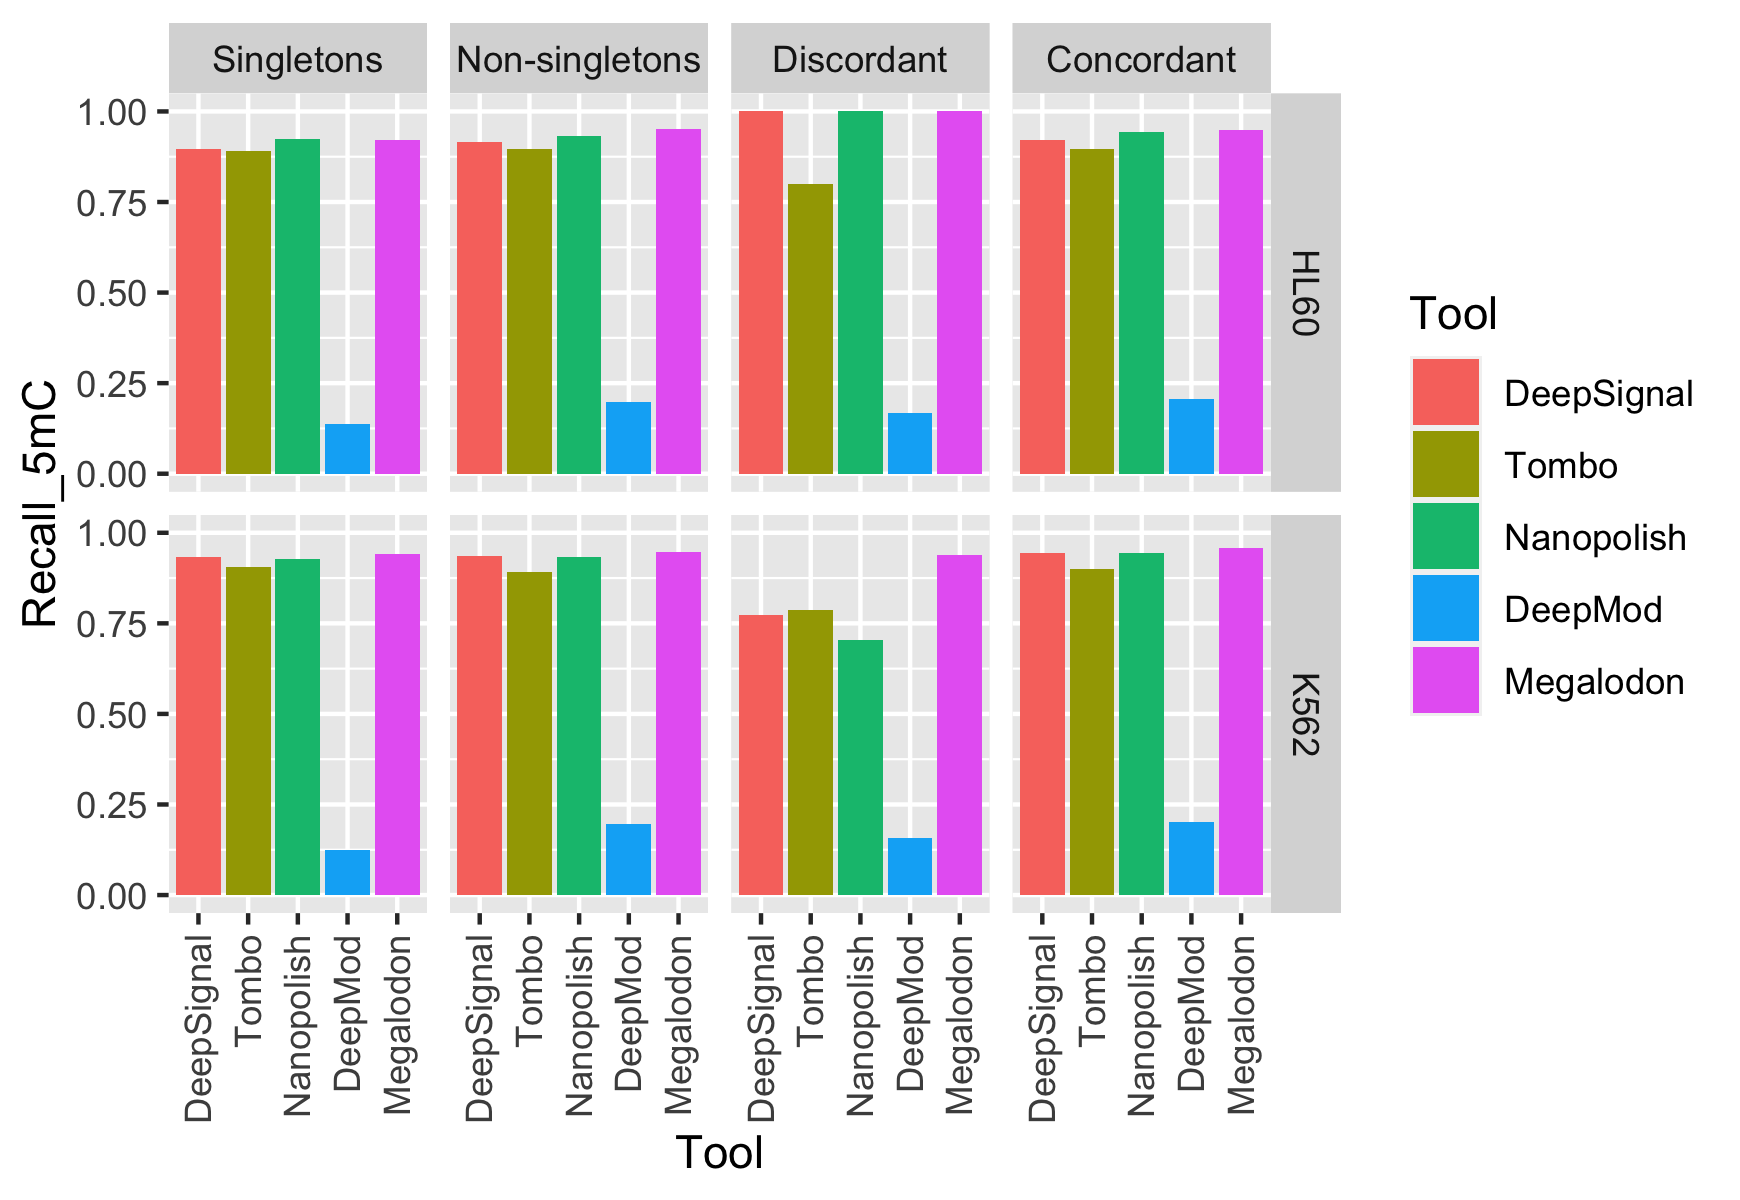 Singletons Non-singletons Discordant Concordant
Recall_5mC
1.00
0.75
0.50
0.25
0.00
HL60
1.00
0.75
0.50
0.25
0.00
K562
DeepSignal Tombo Nanopolish DeepMod Megalodon DeepSignal Tombo Nanopolish DeepMod Megalodon DeepSignal Tombo Nanopolish DeepMod Megalodon DeepSignal Tombo Nanopolish DeepMod Megalodon
Tool
Tool
DeepSignal
Tombo
Nanopolish
DeepMod
Megalodon